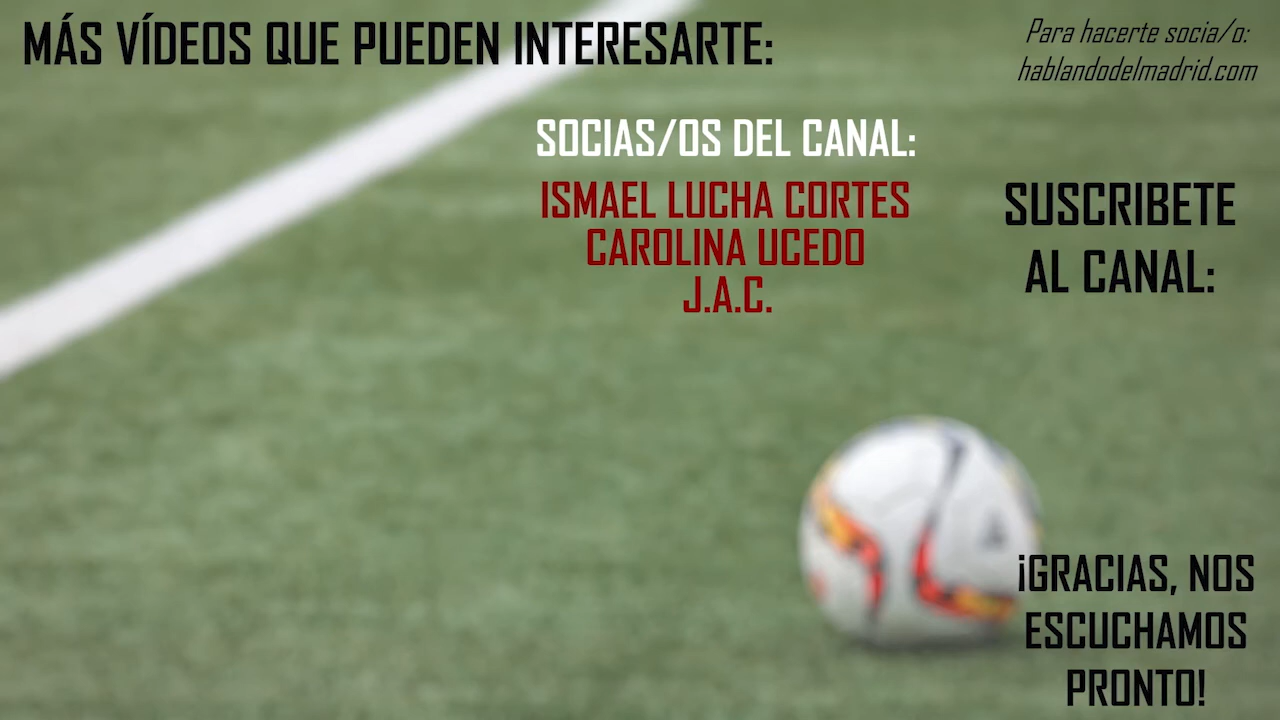 MÁS VÍDEOS QUE PUEDEN INTERESARTE:
Para hacerte socia/o:
hablandodelmadrid.com
SOCIAS/OS DEL CANAL:
ISMAEL LUCHA CORTES
CAROLINA UCEDO
J.A.C.
SUSCRIBETE
AL CANAL:
¡GRACIAS, NOS
ESCUCHAMOS
PRONTO!